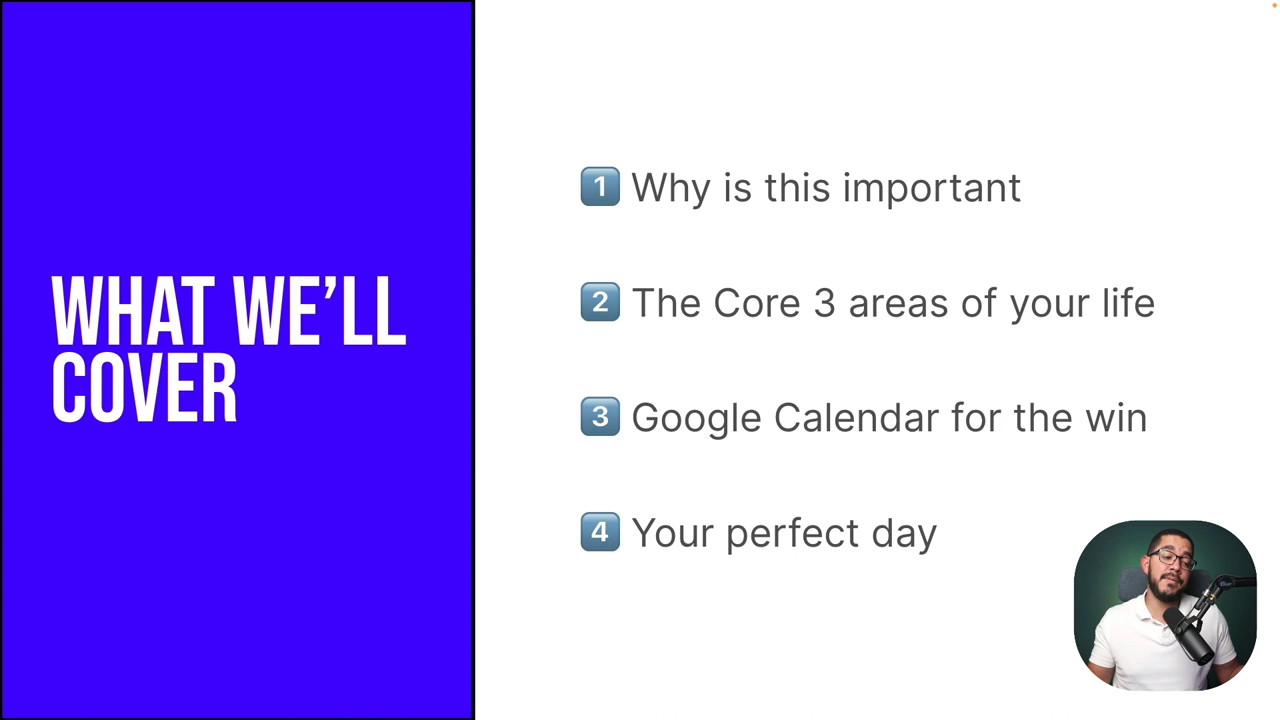 WHAT WE’LL
COVER
1 Why is this important
2 The Core 3 areas of your life
3 Google Calendar for the win
4 Your perfect day